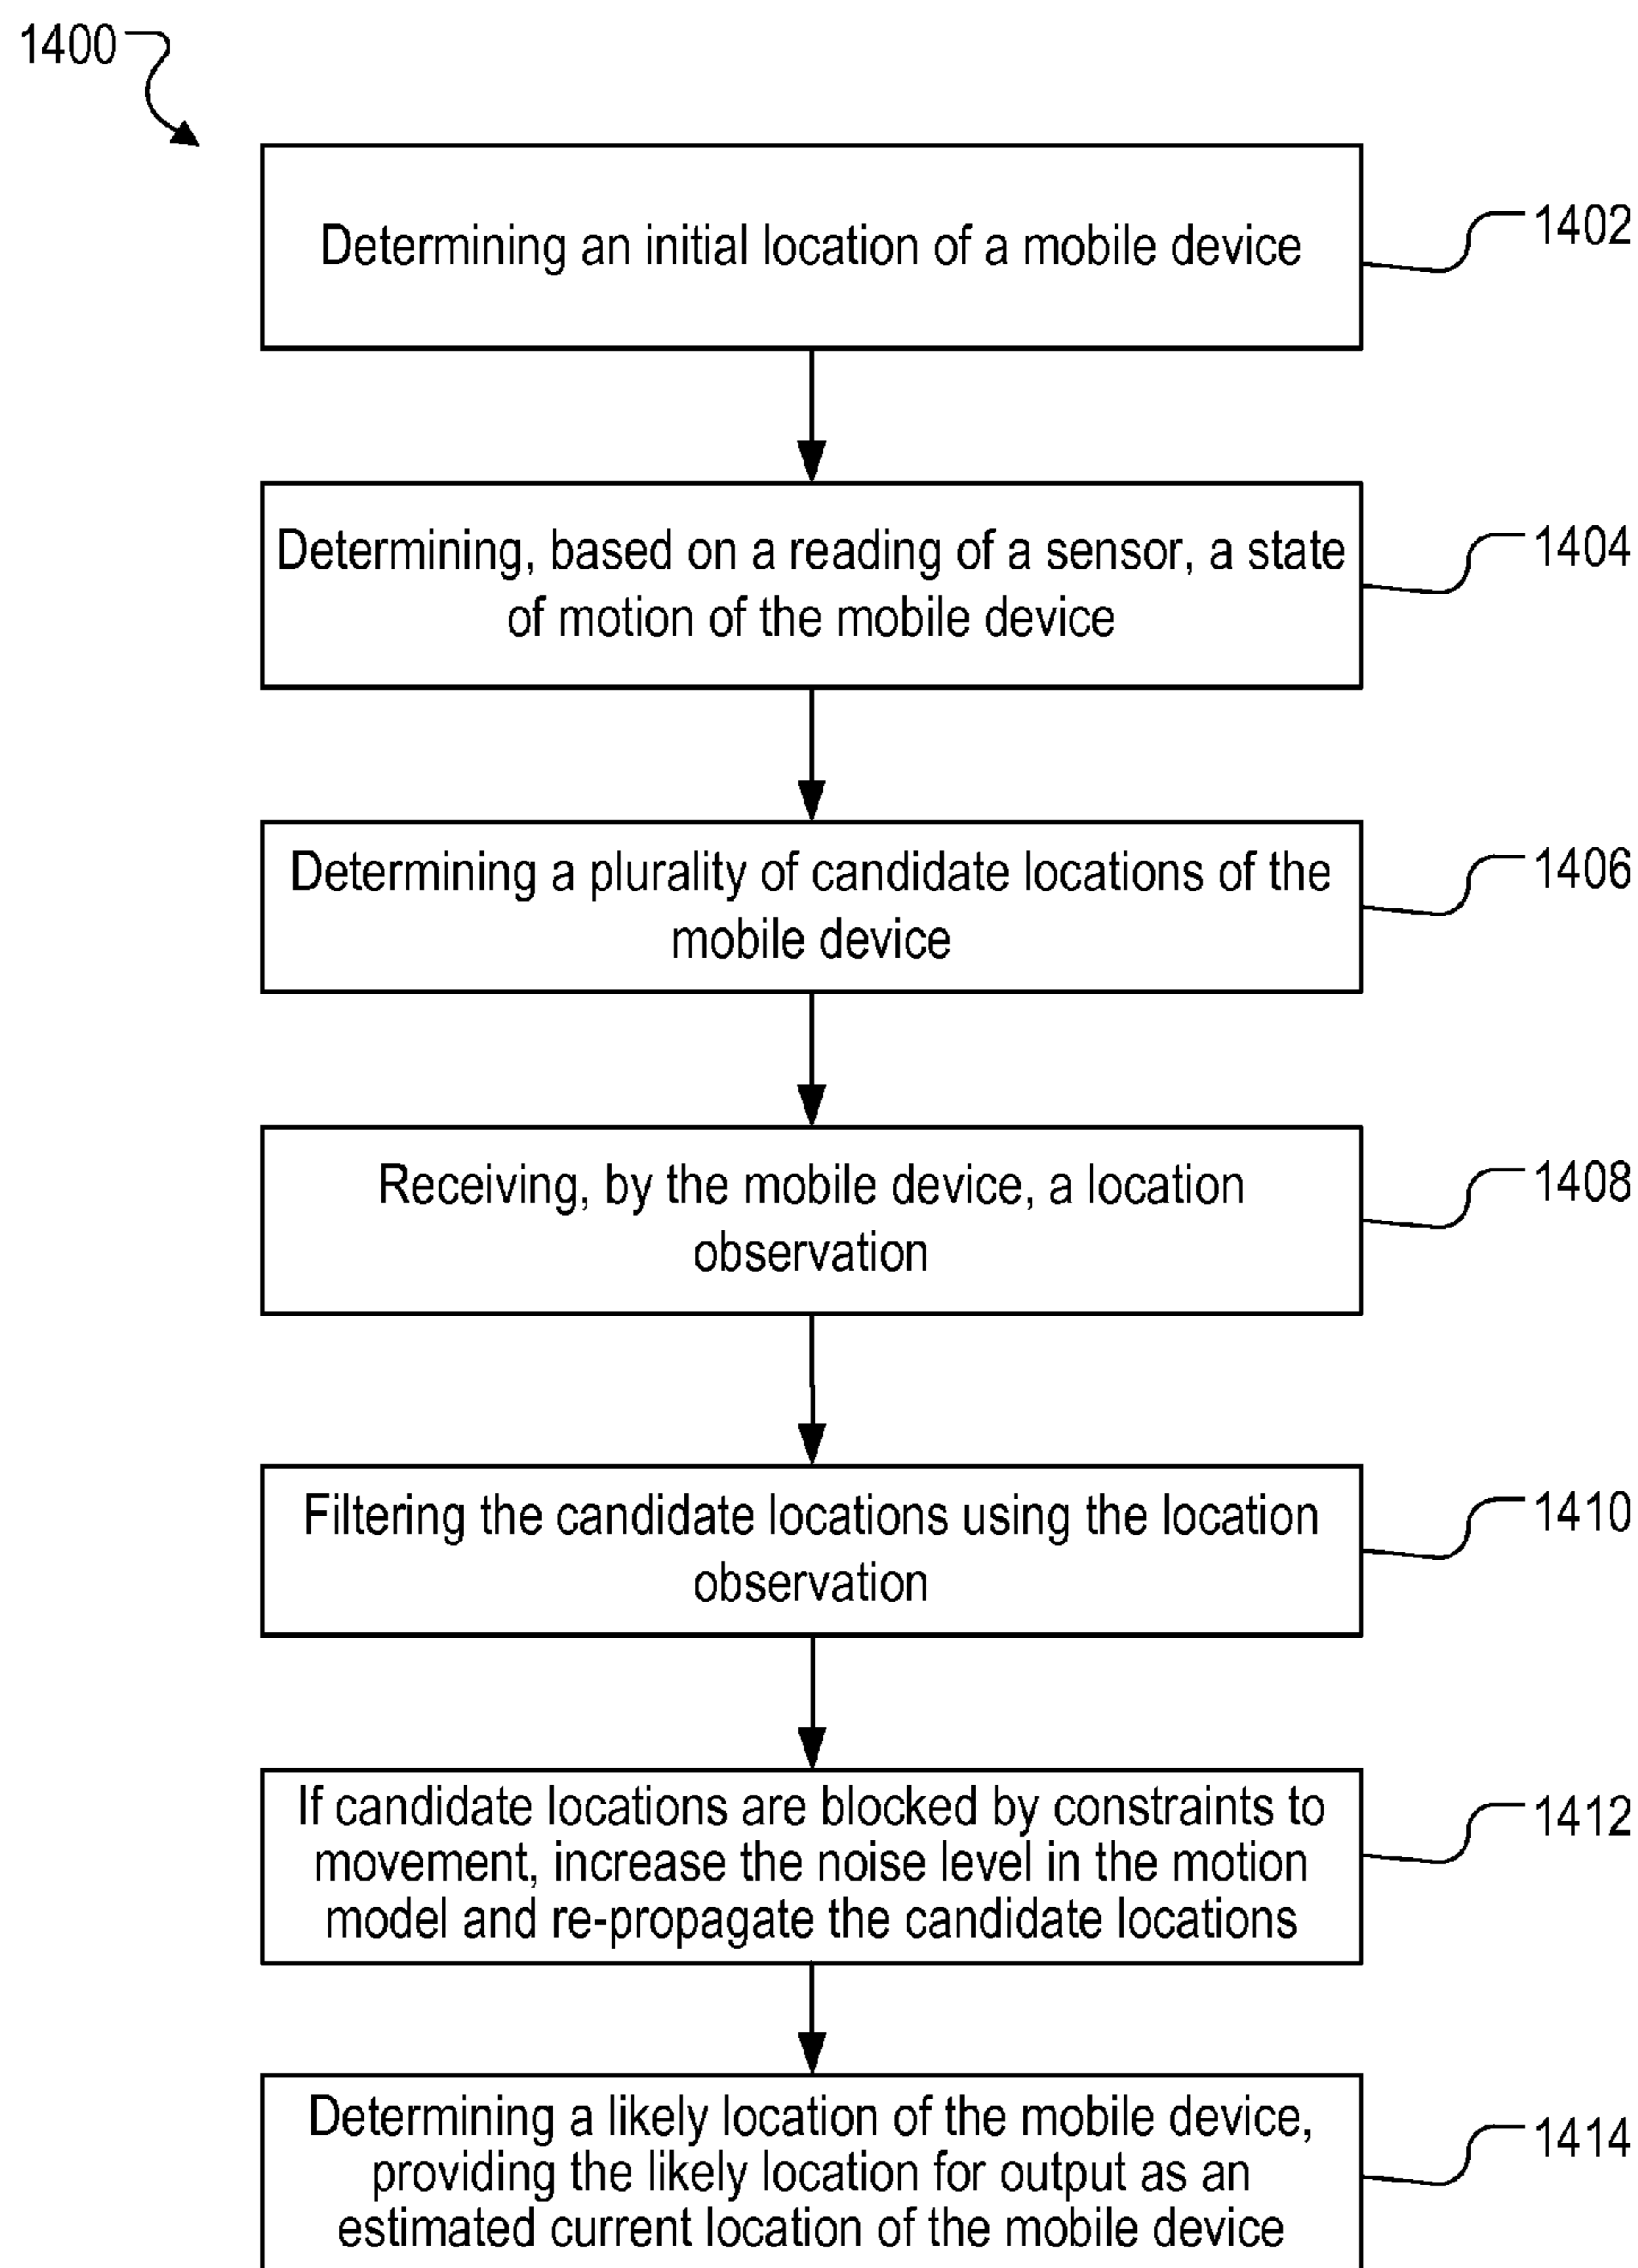 1400
Determining an initial location of a mobile device
1402
Determining, based on a reading of a sensor, a state
of motion of the mobile device
1404
Determining a plurality of candidate locations of the
mobile device
1406
Receiving, by the mobile device, a location
observation
1408
Filtering the candidate locations using the location
observation
1410
If candidate locations are blocked by constraints to
movement, increase the noise level in the motion
model and re-propagate the candidate locations
1412
Determining a likely location of the mobile device,
providing the likely location for output as an
estimated current location of the mobile device
1414